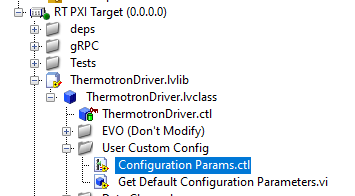 RT PXI Target (0.0.0.0)
deps
gRPC
Tests
ThermotronDriver.lvlib
ThermotronDriver.lvclass
ThermotronDriver.ctl
EVO (Don't Modify)
User Custom Config
Configuration Params.ctl
Get Default Configuration Parameters.vi